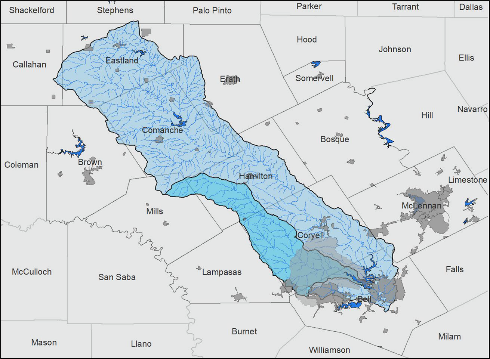 Shackelford
Stephens
Palo Pinto
Parker
Tarrant
Dallas
Hood
Johnson
Ellis
Callahan
Eastland
Erath
Somervell
Navarro
Hill
Comanche
Bosque
Coleman
Brown
Hamilton
Limestone
Mills
McLennan
Coryell
McCulloch
San Saba
Lampasas
Falls
Bell
Burnet
Milam
Mason
Llano
Williamson